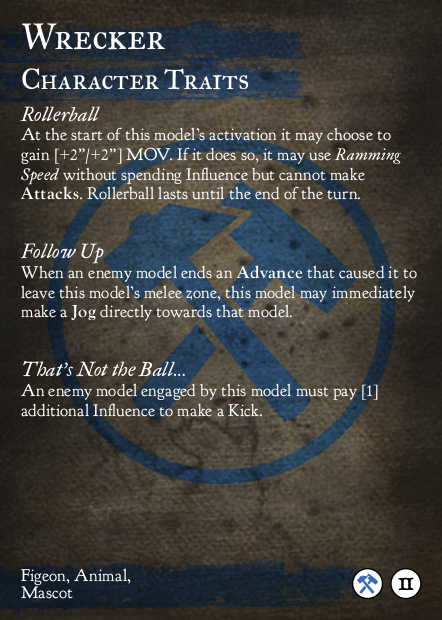 Wrecker
Character Traits
Rollerball
At the start of this model's activation it may choose to
gain [+2"/+2"] MOV. If it does so, it may use Ramming
Speed without spending Influence but cannot make
Attacks. Rollerball lasts until the end of the turn.
Follow Up
When an enemy model ends an Advance that caused it to
leave this model's melee zone, this model may immediately
make a Jog directly towards that model.
That's Not the Ball...
An enemy model engaged by this model must pay [1]
additional Influence to make a Kick.
Figeon, Animal,
Mascot
II